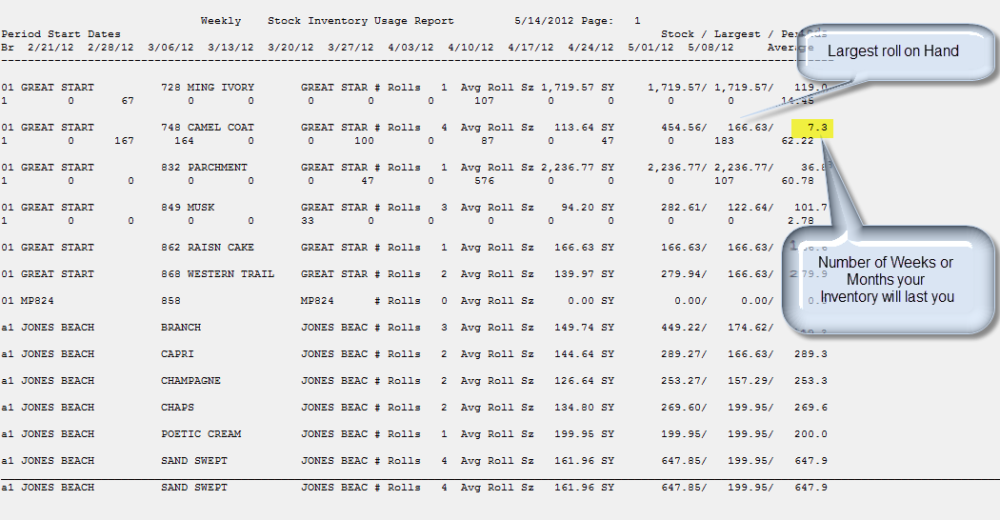 Weekly Stock Inventory Usage Report 5/14/2012 Page: 1
Period Start Dates Stock / Largest / Periods
Br 2/21/12 2/28/12 3/06/12 3/13/12 3/20/12 3/27/12 4/03/12 4/10/12 4/17/12 4/24/12 5/01/12 5/08/12 Average
Largest roll on Hand
01 GREAT START 728 MING IVORY GREAT STAR # Rolls 1 Avg Roll Sz 1,719.57 SY 1,719.57/ 1,719.57/ 119.0
1 0 67 0 0 0 0 107 0 0 0 0 14.45
01 GREAT START 748 CAMEL COAT GREAT STAR # Rolls 4 Avg Roll Sz 113.64 SY 454.56/ 166.63/ 7.3
1 0 167 164 0 0 100 0 87 0 47 0 183 62.22
01 GREAT START 832 PARCHMENT GREAT STAR # Rolls 1 Avg Roll Sz 2,236.77 SY 2,236.77/ 2,236.77/ 36.8
1 0 0 0 0 0 47 0 576 0 0 0 107 60.78
01 GREAT START 849 MUSK GREAT STAR # Rolls 3 Avg Roll Sz 94.20 SY 282.61/ 122.64/ 101.7
1 0 0 0 0 33 0 0 0 0 0 0 0 2.78
01 GREAT START 862 RAISN CAKE GREAT STAR # Rolls 1 Avg Roll Sz 166.63 SY 166.63/ 166.63/
01 GREAT START 868 WESTERN TRAIL GREAT STAR # Rolls 2 Avg Roll Sz 139.97 SY 279.94/ 166.63/ 279.9
Number of Weeks or
Months your
Inventory will last you
01 MP824 858 MP824 # Rolls 0 Avg Roll Sz 0.00 SY 0.00/ 0.00/
a1 JONES BEACH BRANCH JONES BEAC # Rolls 3 Avg Roll Sz 149.74 SY 449.22/ 174.62/
a1 JONES BEACH CAPRI JONES BEAC # Rolls 2 Avg Roll Sz 144.64 SY 289.27/ 166.63/ 289.3
a1 JONES BEACH CHAMPAGNE JONES BEAC # Rolls 2 Avg Roll Sz 126.64 SY 253.27/ 157.29/ 253.3
a1 JONES BEACH CHAPS JONES BEAC # Rolls 2 Avg Roll Sz 134.80 SY 269.60/ 199.95/ 269.6
a1 JONES BEACH POETIC CREAM JONES BEAC # Rolls 1 Avg Roll Sz 199.95 SY 199.95/ 199.95/ 200.0
a1 JONES BEACH SAND SWEPT JONES BEAC # Rolls 4 Avg Roll Sz 161.96 SY 647.85/ 199.95/ 647.9
a1 JONES BEACH SAND SWEPT JONES BEAC # Rolls 4 Avg Roll Sz 161.96 SY 647.85/ 199.95/ 647.9